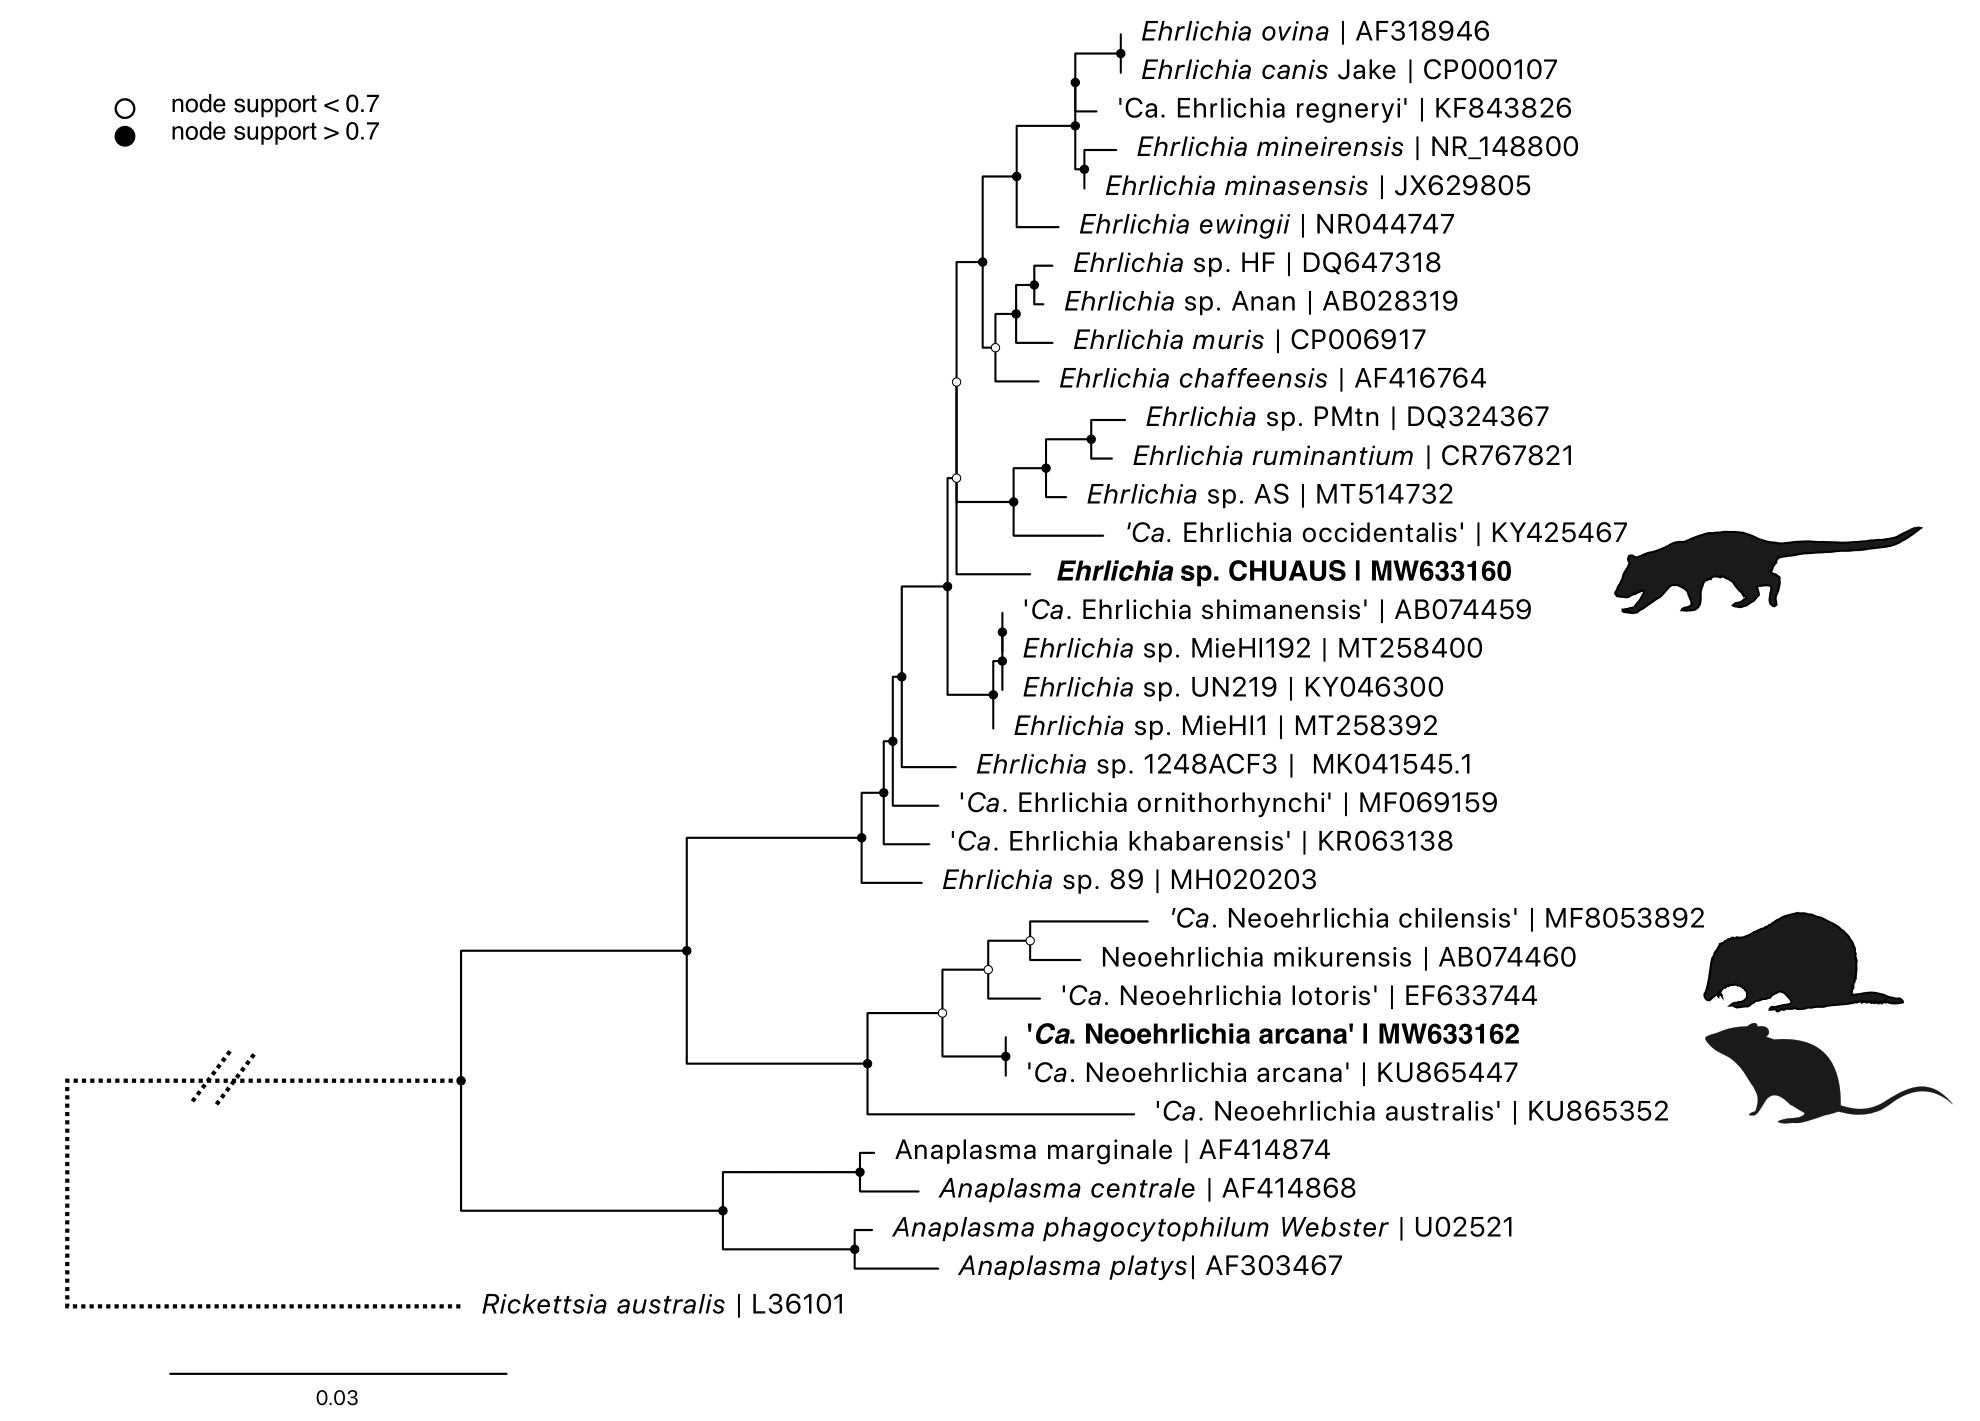 Ehrlichia ovina | AF318946
Ehrlichia canis Jake | CP000107
node support < 0.7
node support > 0.7
'Ca. Ehrlichia regneryi' | KF843826
Ehrlichia mineirensis | NR_148800
Ehrlichia minasensis | JX629805
Ehrlichia ewingii | NR044747
Ehrlichia sp. HF | DQ647318
Ehrlichia sp. Anan | AB028319
Ehrlichia muris | CP006917
Ehrlichia chaffeensis | AF416764
Ehrlichia sp. PMtn | DQ324367
Ehrlichia ruminantium | CR767821
Ehrlichia sp. AS | MT514732
'Ca. Ehrlichia occidentalis' | KY425467
Ehrlichia sp. CHUAUS | MW633160
'Ca. Ehrlichia shimanensis' | AB074459
Ehrlichia sp. MieHI192 | MT258400
Ehrlichia sp. UN219 | KY046300
Ehrlichia sp. MieHI1 | MT258392
Ehrlichia sp. 1248ACF3 | MK041545.1
'Ca. Ehrlichia ornithorhynchi' | MF069159
'Ca. Ehrlichia khabarensis' | KR063138
Ehrlichia sp. 89 | MH020203
'Ca. Neoehrlichia chilensis' | MF8053892
Neoehrlichia mikurensis | AB074460
'Ca. Neoehrlichia lotoris' | EF633744
'Ca. Neoehrlichia arcana' | MW633162
'Ca. Neoehrlichia arcana' | KU865447
'Ca. Neoehrlichia australis' | KU865352
Anaplasma marginale | AF414874
Anaplasma centrale | AF414868
Anaplasma phagocytophilum Webster | U02521
Anaplasma platys| AF303467
Rickettsia australis | L36101
0.03